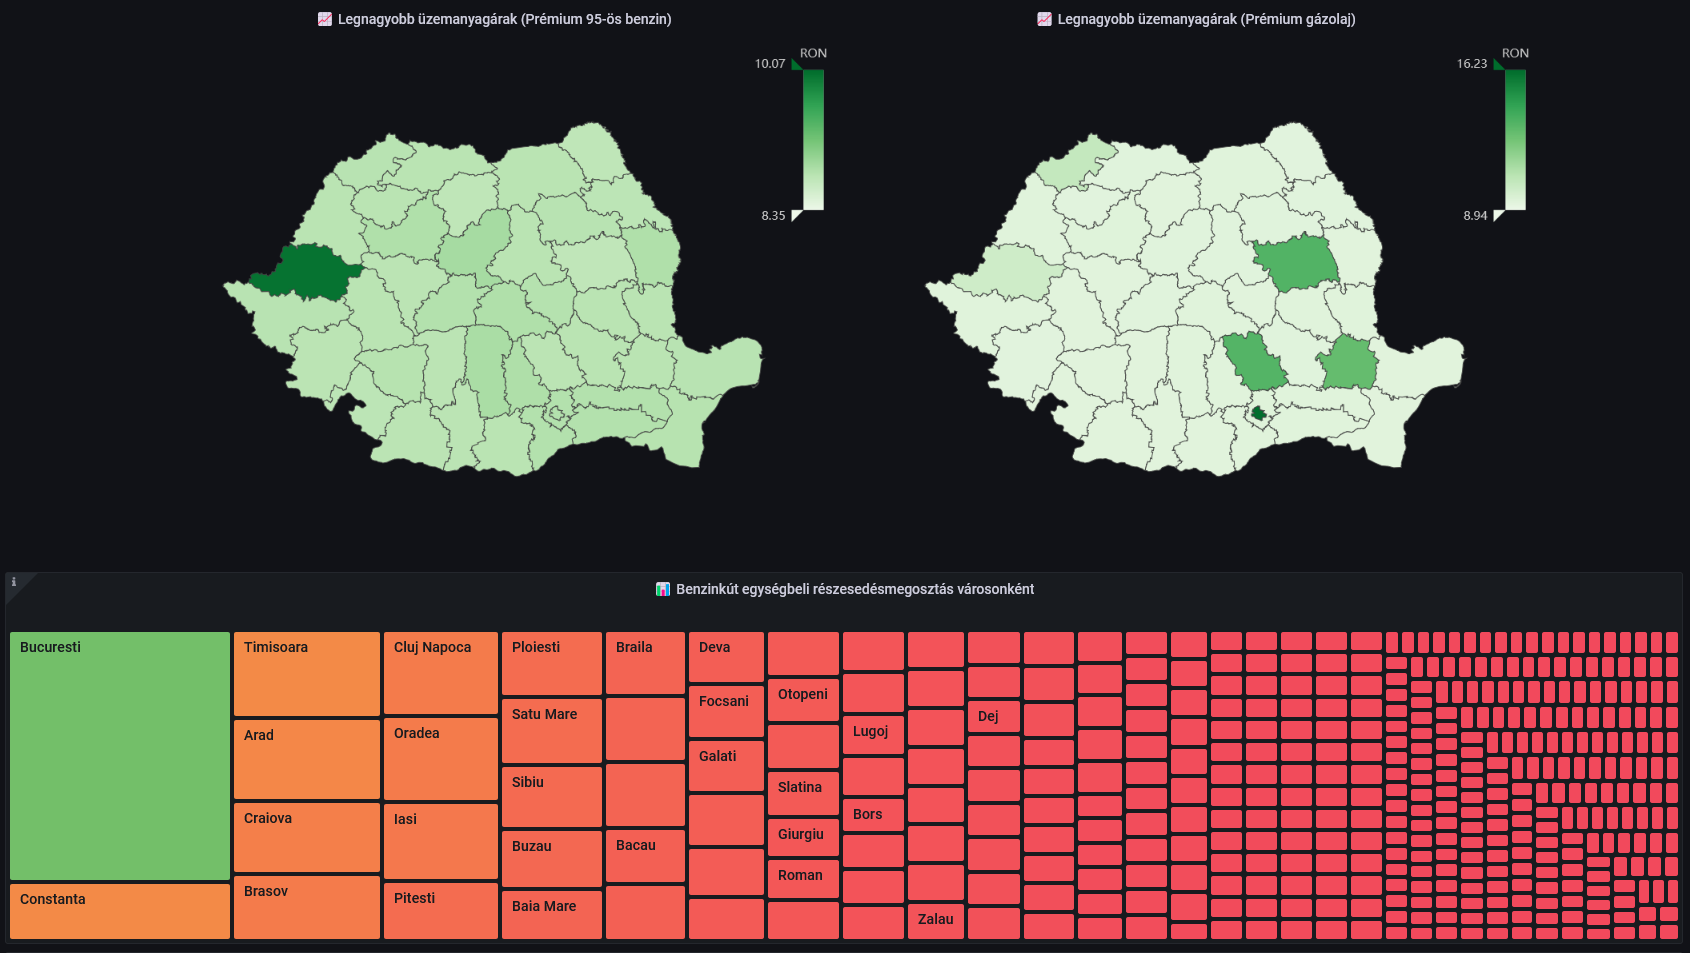 Legnagyobb üzemanyagárak (Prémium 95-ös benzin)
Legnagyobb üzemanyagárak (Prémium gázolaj)
RON
10.07
8.35
RON
16.23
8.94
i
Benzinkút egységbeli részesedésmegosztás városonként
Bucuresti
Constanta
Timisoara
Arad
Craiova
Brasov
Cluj Napoca
Oradea
Iasi
Pitesti
Ploiesti
Satu Mare
Sibiu
Buzau
Baia Mare
Braila
Bacau
Deva
Focsani
Galati
Otopeni
Slatina
Giurgiu
Roman
Lugoj
Bors
Zalau
Dej